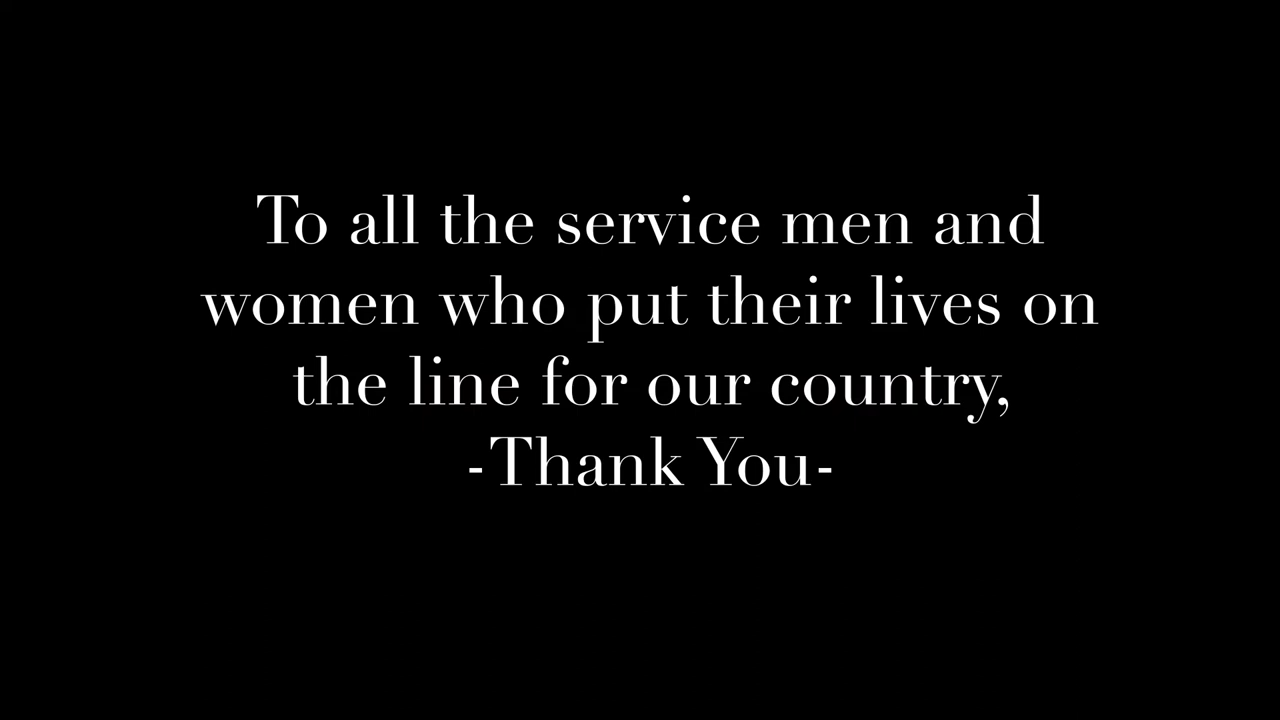 To all the service men and
women who put their lives on
the line for our country,
-Thank You-